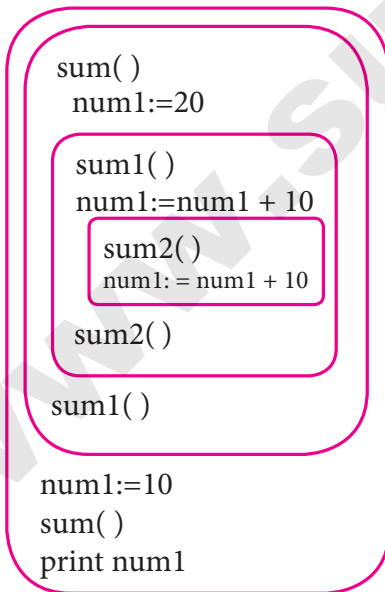 sum( )
num1:=20
sum1( )
num1:=num1 + 10
sum2( )
num1: = num1 + 10
sum2( )
sum1( )
num1:=10
sum( )
print num1